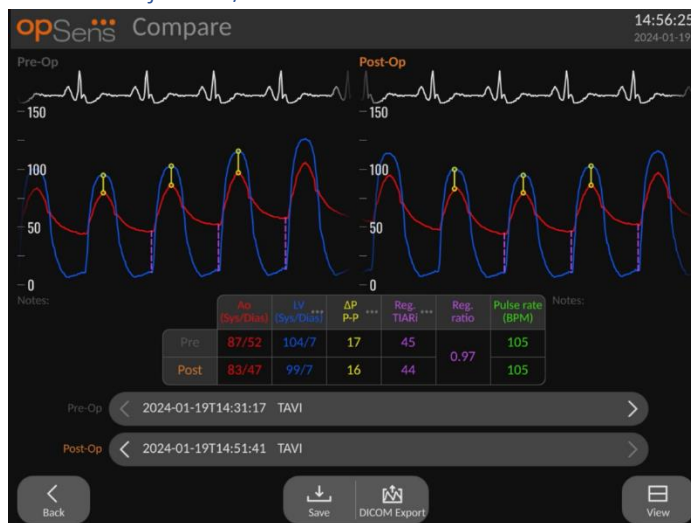 opSens Compare 14:56:25
2024-01-19
Pre-Op Post-Op
150 150
100 100
50 50
0 0
Notes: Notes:
Ao (Sys/Dias) LV (Sys/Dias) ΔP P-P Reg. TIARi Reg. ratio Pulse rate (BPM)
Pre 87/52 104/7 17 45 0.97 105
Post 83/47 99/7 16 44 105
Pre-Op 2024-01-19T14:31:17 TAVI
Post-Op 2024-01-19T14:51:41 TAVI
Back Save DICOM Export View